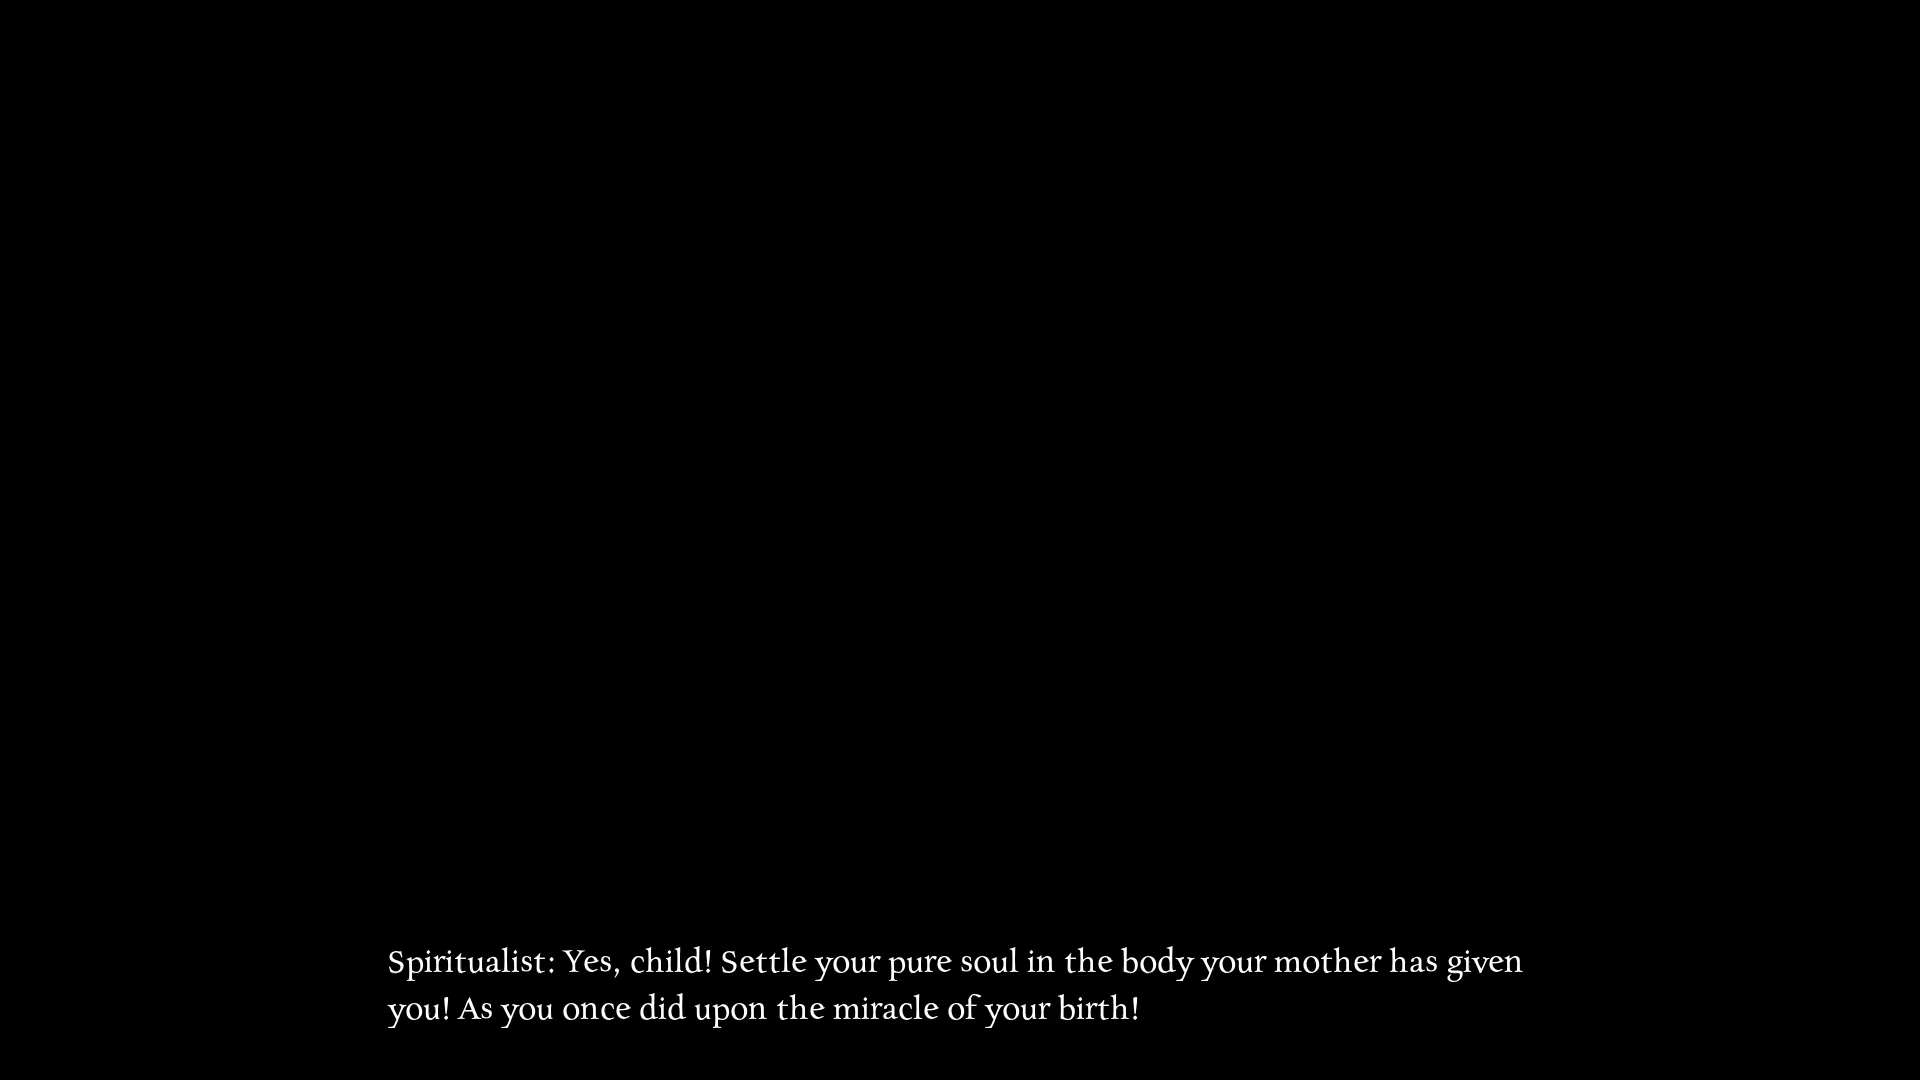 Spiritualist: Yes, child! Settle your pure soul in the body your mother has given
you! As you once did upon the miracle of your birth!